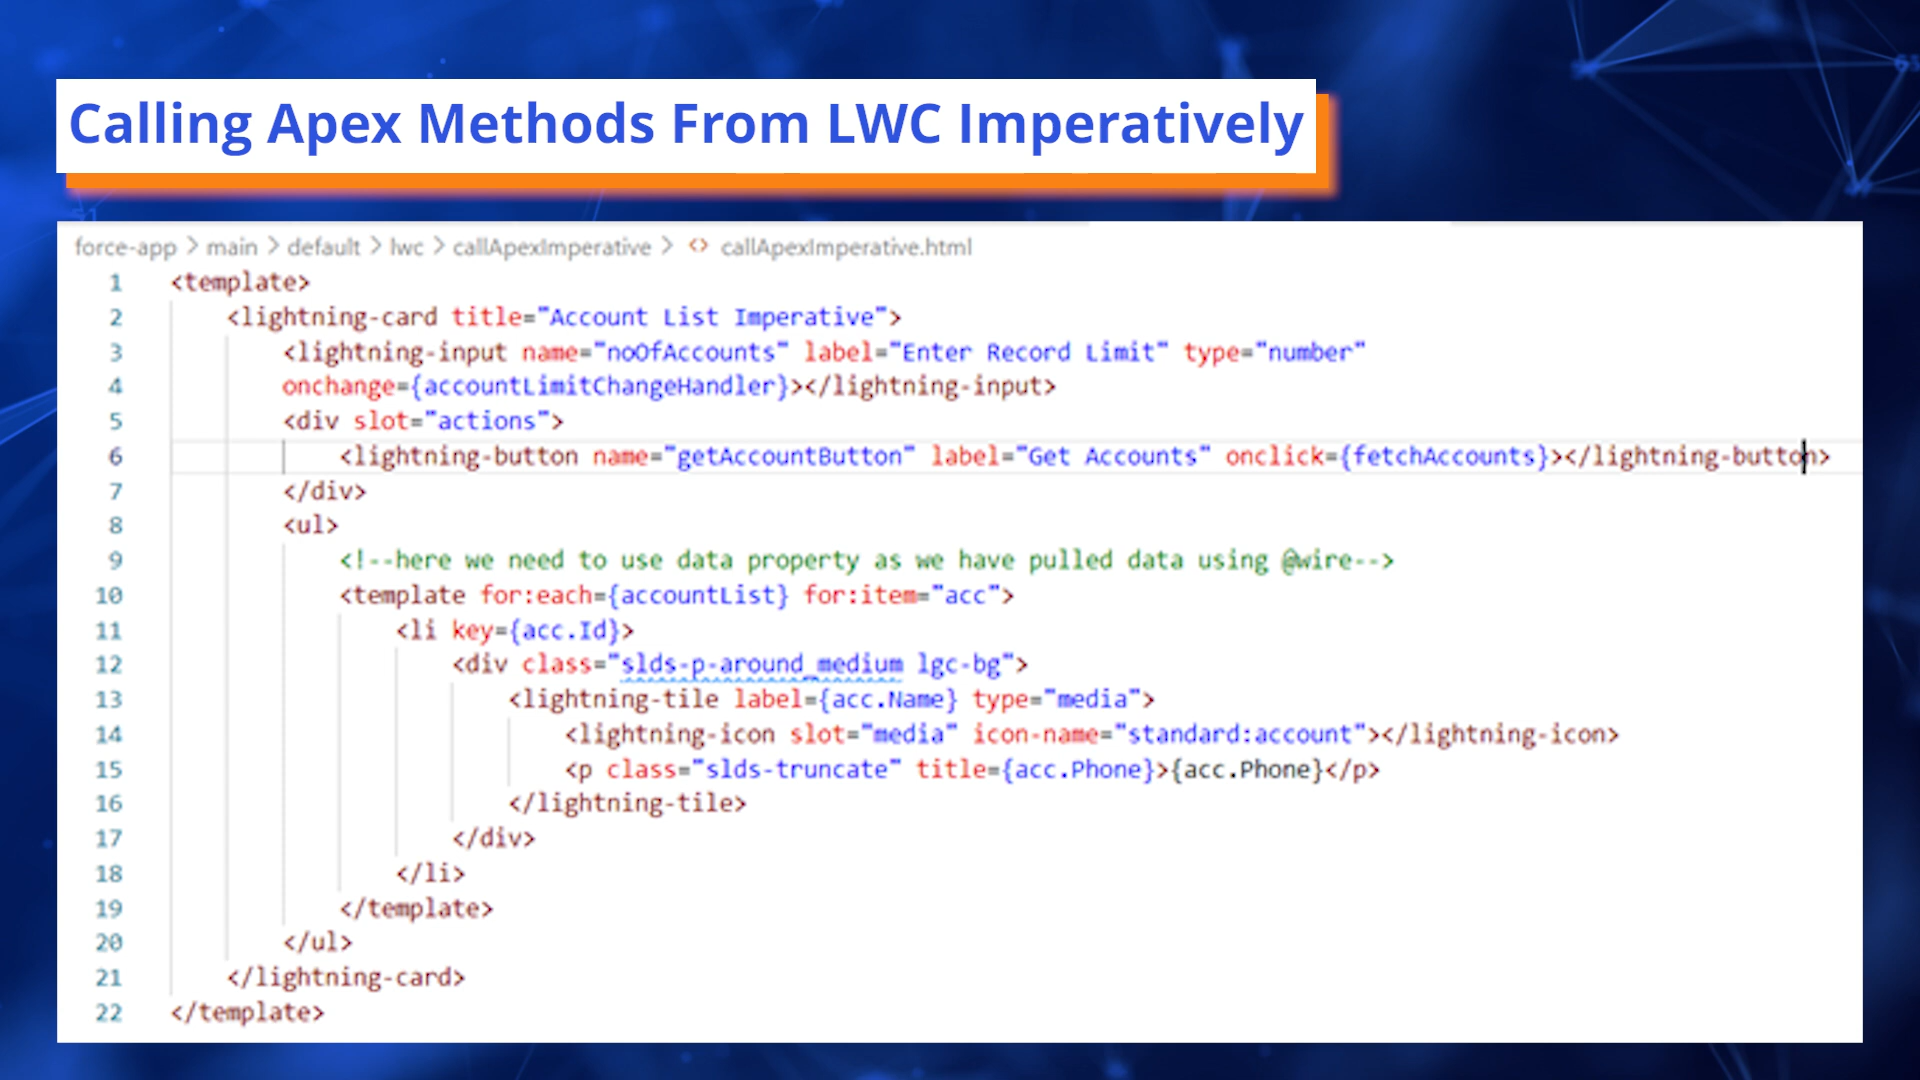 Calling Apex Methods From LWC Imperatively
force-app > main > default > lwc > callApexImperative > <> callApexImperative.html
1 <template>
2 <lightning-card title="Account List Imperative">
3 <lightning-input name="noOfAccounts" label="Enter Record Limit" type="number"
4 onchange={accountLimitChangeHandler}></lightning-input>
5 <div slot="actions">
6 <lightning-button name="getAccountButton" label="Get Accounts" onclick={fetchAccounts}></lightning-button>
7 </div>
8 <ul>
9 <!--here we need to use data property as we have pulled data using @wire-->
10 <template for:each={accountList} for:item="acc">
11 <li key={acc.Id}>
12 <div class="slds-p-around_medium lgc-bg">
13 <lightning-tile label={acc.Name} type="media">
14 <lightning-icon slot="media" icon-name="standard:account"></lightning-icon>
15 <p class="slds-truncate" title={acc.Phone}>{acc.Phone}</p>
16 </lightning-tile>
17 </div>
18 </li>
19 </template>
20 </ul>
21 </lightning-card>
22 </template>